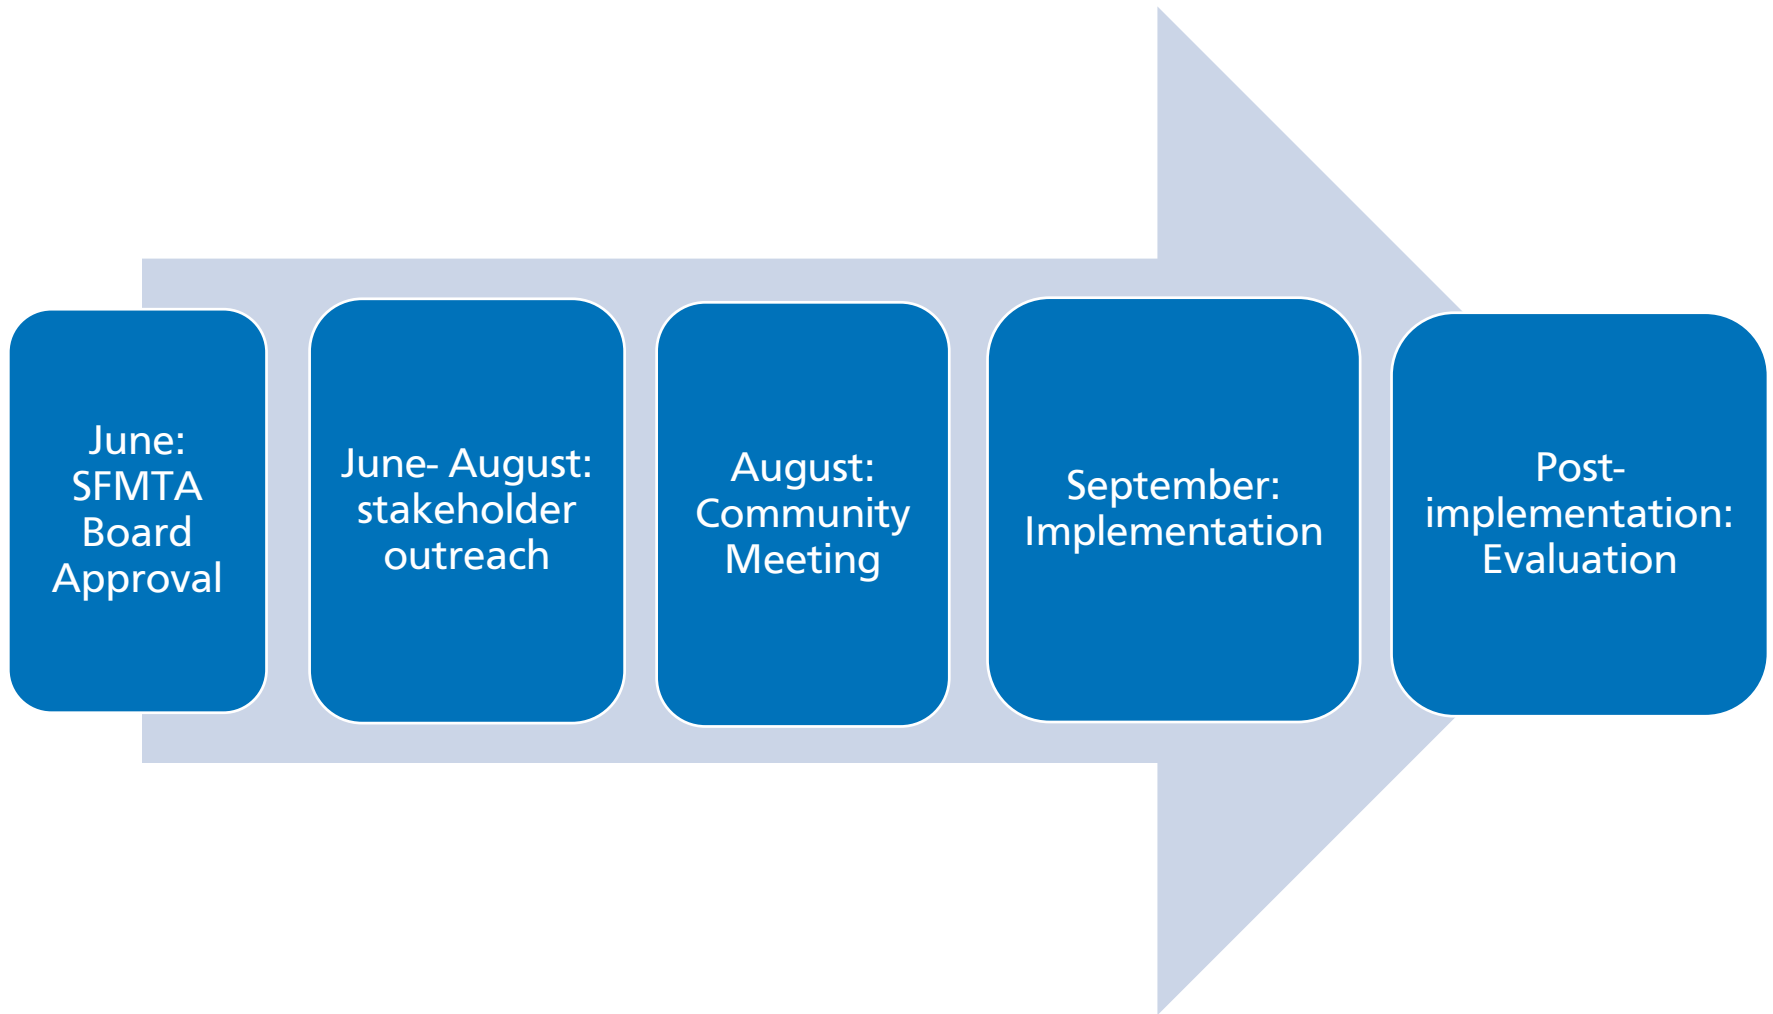 June:
SFMTA
Board
Approval
June- August:
stakeholder
outreach
August:
Community
Meeting
September:
Implementation
Post-
implementation:
Evaluation